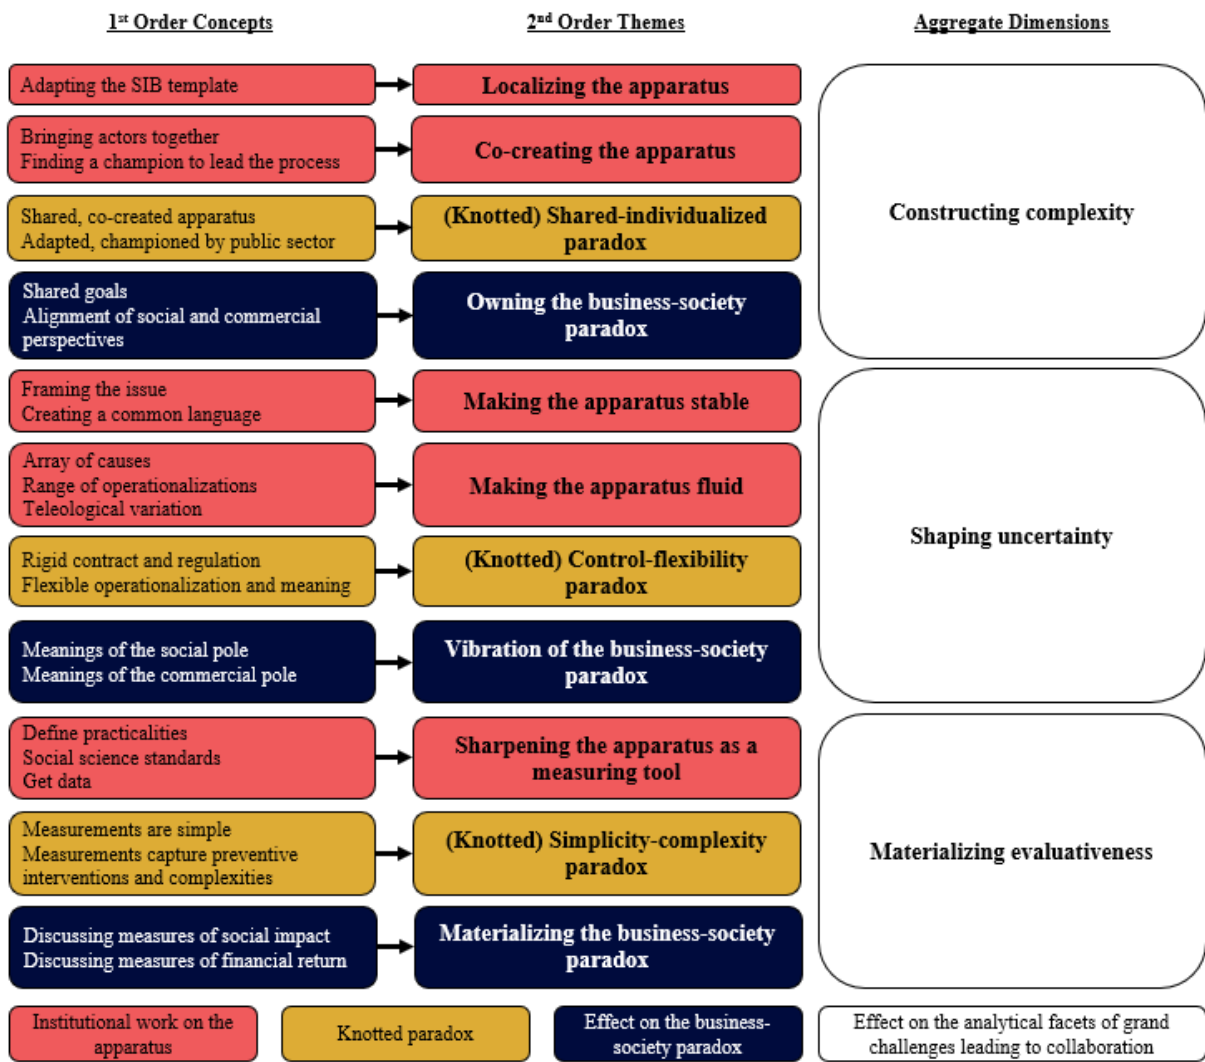 1st Order Concepts
2nd Order Themes
Aggregate Dimensions
Adapting the SIB template
Localizing the apparatus
Bringing actors together
Finding a champion to lead the process
Co-creating the apparatus
Shared, co-created apparatus
Adapted, championed by public sector
(Knotted) Shared-individualized
paradox
Shared goals
Alignment of social and commercial
perspectives
Owning the business-society
paradox
Constructing complexity
Framing the issue
Creating a common language
Making the apparatus stable
Array of causes
Range of operationalizations
Teleological variation
Making the apparatus fluid
Rigid contract and regulation
Flexible operationalization and meaning
(Knotted) Control-flexibility
paradox
Meanings of the social pole
Meanings of the commercial pole
Vibration of the business-society
paradox
Shaping uncertainty
Define practicalities
Social science standards
Get data
Sharpening the apparatus as a
measuring tool
Measurements are simple
Measurements capture preventive
interventions and complexities
(Knotted) Simplicity-complexity
paradox
Discussing measures of social impact
Discussing measures of financial return
Materializing the business-society
paradox
Materializing evaluativeness
Institutional work on the
apparatus
Knotted paradox
Effect on the business-
society paradox
Effect on the analytical facets of grand
challenges leading to collaboration